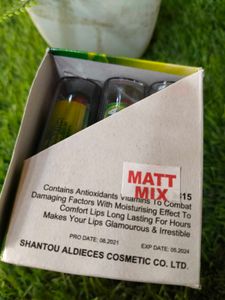 MATT
MIX
15
Contains Antioxidants Vitamins To Combat
Damaging Factors With Moisturising Effect To
Comfort Lips Long Lasting For Hours
Makes Your Lips Glamourous & Irrestible
PRO DATE: 08.2021
EXP DATE: 05.2024
SHANTOU ALDIECES COSMETIC CO. LTD.